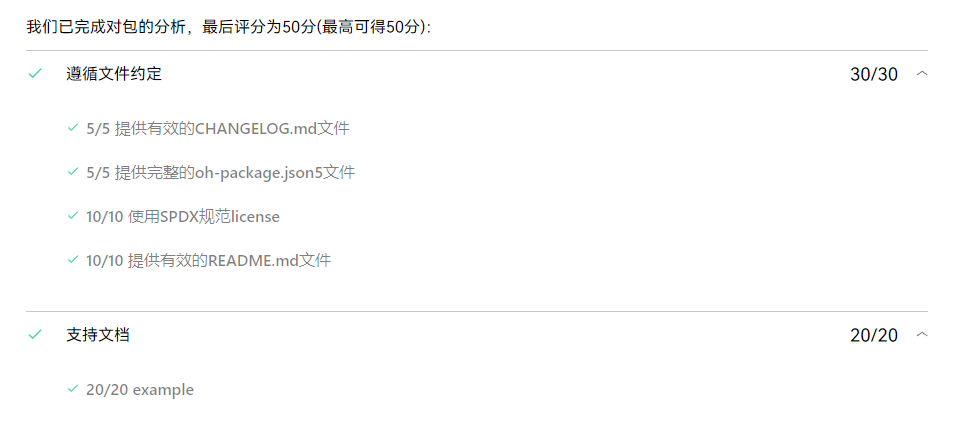 我们已完成对包的分析，最后评分为50分(最高可得50分)：
遵循文件约定 30/30
5/5 提供有效的CHANGELOG.md文件
5/5 提供完整的oh-package.json5文件
10/10 使用SPDX规范license
10/10 提供有效的README.md文件
支持文档 20/20
20/20 example